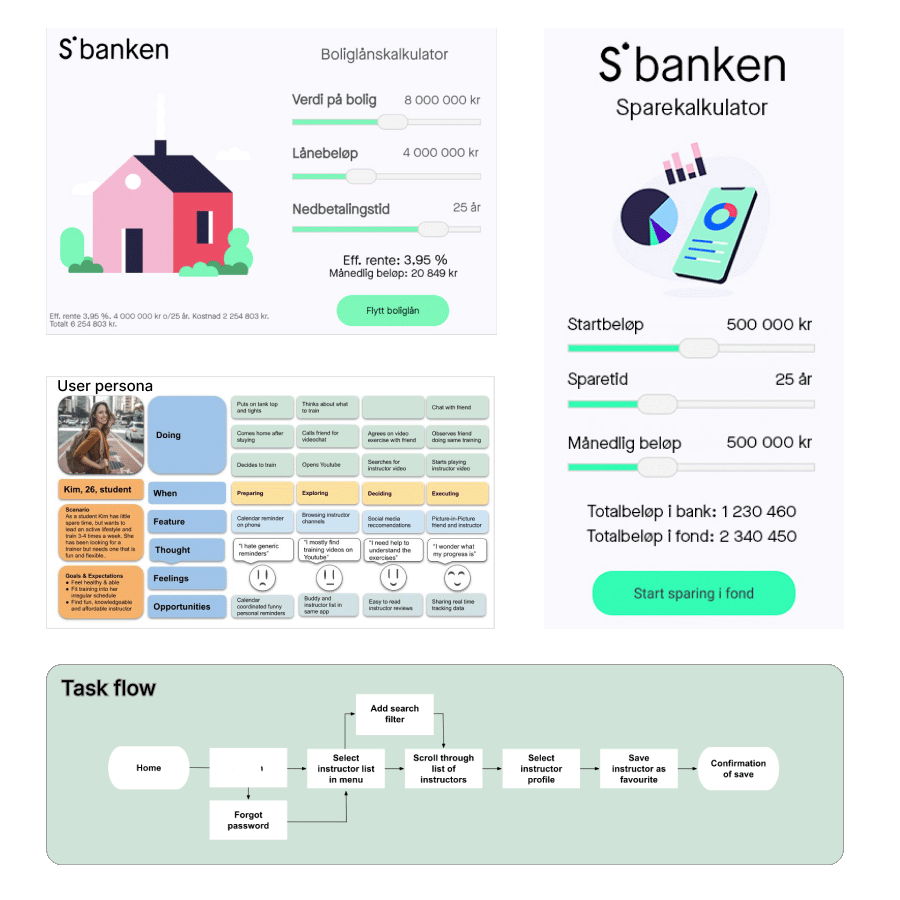 S'banken
Boliglånskalkulator
Verdi på bolig 8 000 000 kr
Lånebeløp 4 000 000 kr
Nedbetalingstid 25 år
Eff. rente: 3,95 %
Månedlig beløp: 20 849 kr
Flytt boliglån
Eff. rente 3,95 %. 4 000 000 kr o/25 år. Kostnad 2 254 803 kr.
Totalt 6 254 803 kr.
S'banken
Sparekalkulator
Startbeløp 500 000 kr
Sparetid 25 år
Månedlig beløp 500 000 kr
Totalbeløp i bank: 1 230 460
Totalbeløp i fond: 2 340 450
Start sparing i fond
User persona
Kim, 26, student
Scenario
As a student Kim has little
spare time, but wants to
lead an active lifestyle and
train 3-4 times a week. She
has been looking for a
trainer but needs one that is
fun and flexible.
Goals & Expectations
● Feel healthy & able
● Fit training into her
irregular schedule
● Find fun, knowledgeable
and affordable instructor
Doing
Puts on tank top
and lights
Thinks about what
to train
Chat with friend
Comes home after
stuying
Calls friend for
videochat
Agrees on video
exercise with friend
Observes friend
doing same training
Decides to train
Opens Youtube
Searches for
instructor video
Starts playing
instructor video
When
Preparing
Exploring
Deciding
Executing
Feature
Calendar reminder
on phone
Browsing instructor
channels
Social media
reccomendations
Picture-in-Picture
friend and instructor
Thought
"I hate generic
reminders"
"I mostly find
training videos on
Youtube"
"I need help to
understand the
exercises"
"I wonder what
my progress is"
Feelings
Opportunities
Calendar
coordinated funny
personal reminders
Buddy and
instructor list in
same app
Easy to read
instructor reviews
Sharing real time
tracking data
Task flow
Home
Forgot
password
Select
instructor list
in menu
Add search
filter
Scroll through
list of
instructors
Select
instructor
profile
Save
instructor as
favourite
Confirmation
of save